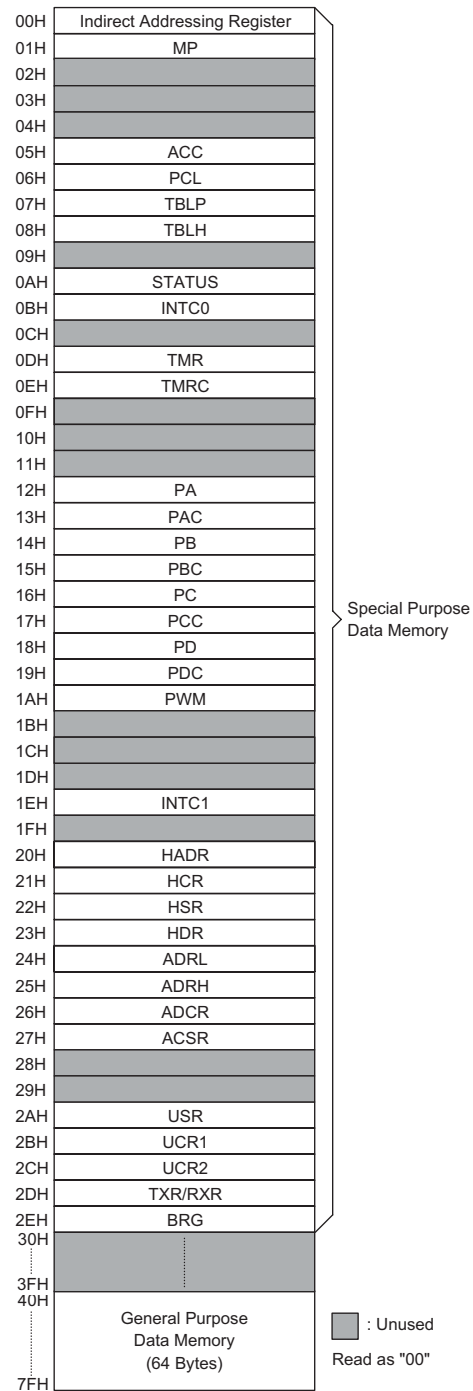 00H Indirect Addressing Register
01H MP
02H
03H
04H
05H ACC
06H PCL
07H TBLP
08H TBLH
09H
0AH STATUS
0BH INTC0
0CH
0DH TMR
0EH TMRC
0FH
10H
11H
12H PA
13H PAC
14H PB
15H PBC
16H PC
17H PCC
18H PD
19H PDC
1AH PWM
1BH
1CH
1DH
1EH INTC1
1FH
20H HADR
21H HCR
22H HSR
23H HDR
24H ADRL
25H ADRH
26H ADCR
27H ACSR
28H
29H
2AH USR
2BH UCR1
2CH UCR2
2DH TXR/RXR
2EH BRG
30H
3FH
40H
General Purpose
Data Memory
(64 Bytes)
7FH
Special Purpose
Data Memory
: Unused
Read as "00"